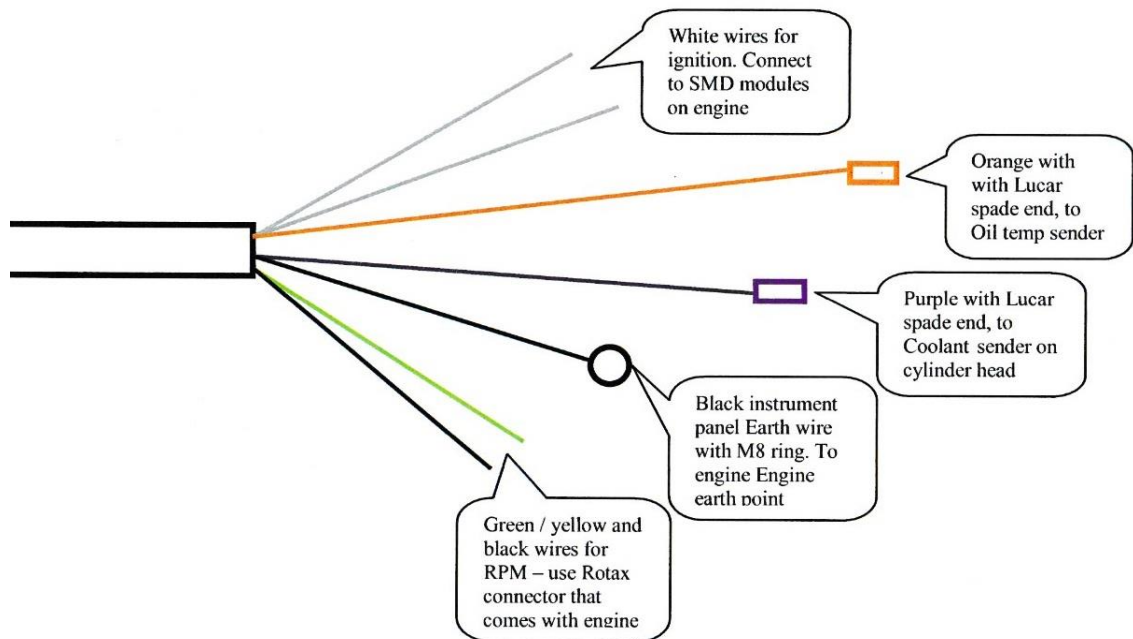 White wires for
ignition. Connect
to SMD modules
on engine
Orange with
with Lucar
spade end, to
Oil temp sender
Purple with Lucar
spade end, to
Coolant sender on
cylinder head
Black instrument
panel Earth wire
with M8 ring. To
engine Engine
earth point
Green / yellow and
black wires for
RPM – use Rotax
connector that
comes with engine